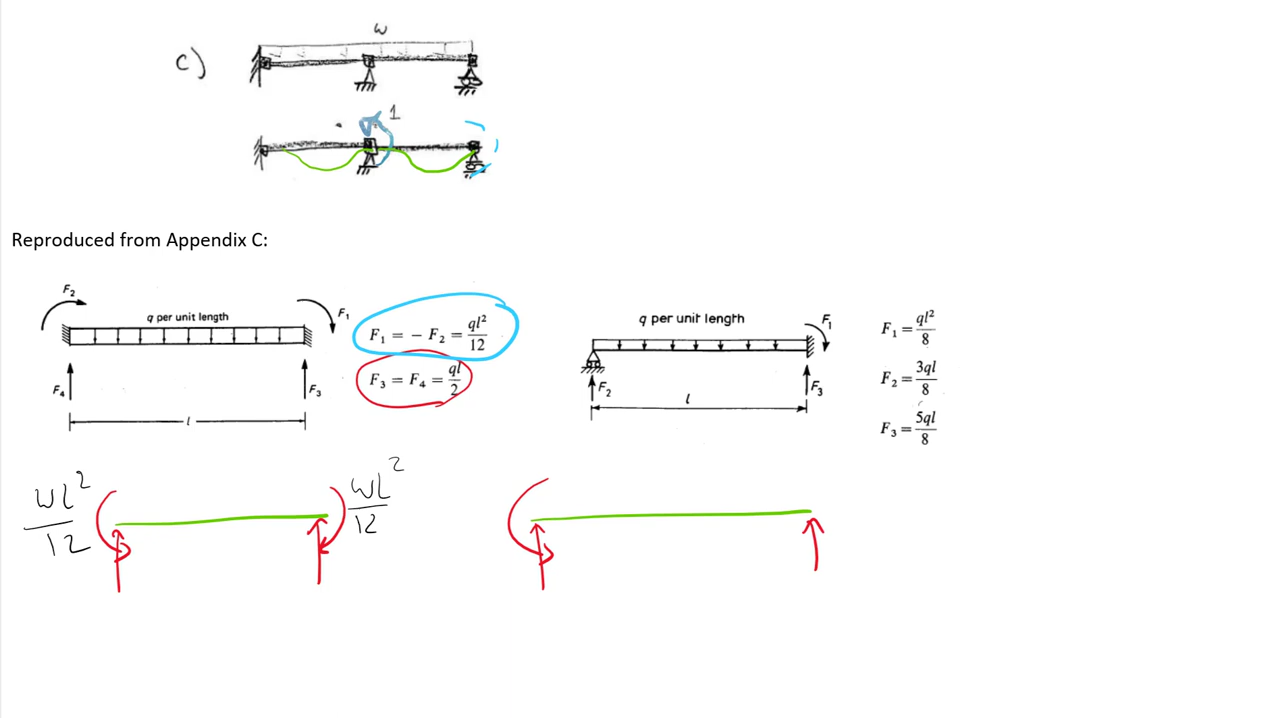 w
c)
1
Reproduced from Appendix C:
F₂
q per unit length
F₁
F₁ = − F₂ = ql²/12
F₃ = F₄ = ql/2
F₄
F₃
l
q per unit length
F₁
F₂
F₃
l
F₁ = ql²/8
F₂ = 3ql/8
F₃ = 5ql/8
WL²/12
WL²/12